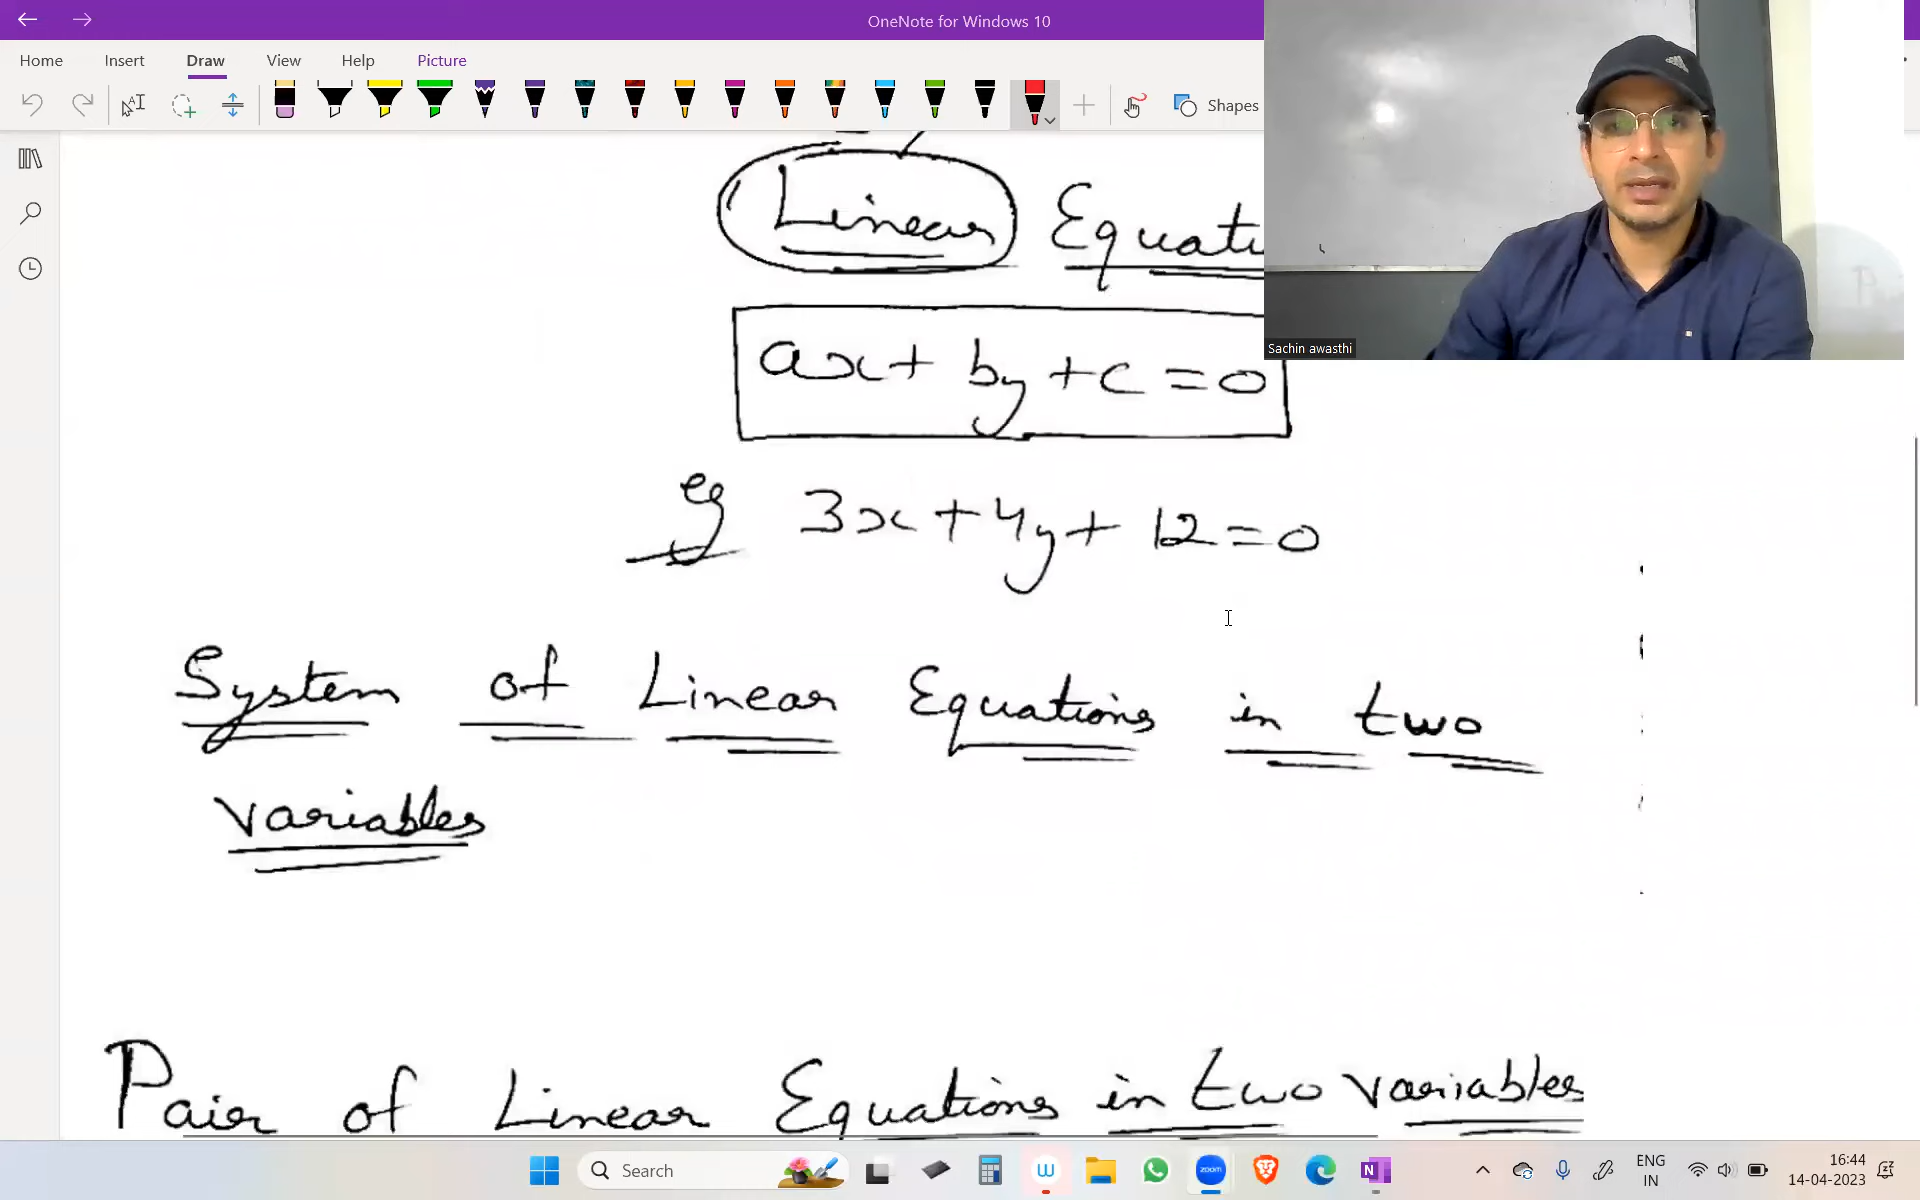 OneNote for Windows 10
Home Insert Draw View Help Picture
Shapes
Sachin awasthi
Linear
ax + by + c = 0
eg 3x + 4y + 12 = 0
System of Linear Equations in two
variables
Pair of Linear Equations in two variables
Search
zoom
ENG
IN
16:44
14-04-2023